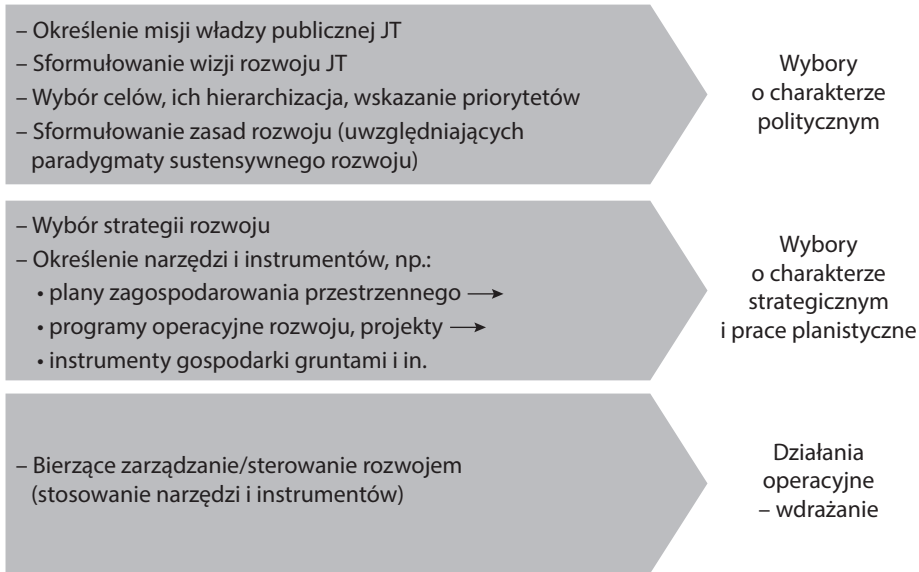 – Określenie misji władzy publicznej JT
– Sformułowanie wizji rozwoju JT
– Wybór celów, ich hierarchizacja, wskazanie priorytetów
– Sformułowanie zasad rozwoju (uwzględniających
paradygmaty sustensywnego rozwoju)
Wybory
o charakterze
politycznym
– Wybór strategii rozwoju
– Określenie narzędzi i instrumentów, np.:
• plany zagospodarowania przestrzennego →
• programy operacyjne rozwoju, projekty →
• instrumenty gospodarki gruntami i in.
Wybory
o charakterze
strategicznym
i prace planistyczne
– Bierzące zarządzanie/sterowanie rozwojem
(stosowanie narzędzi i instrumentów)
Działania
operacyjne
– wdrażanie